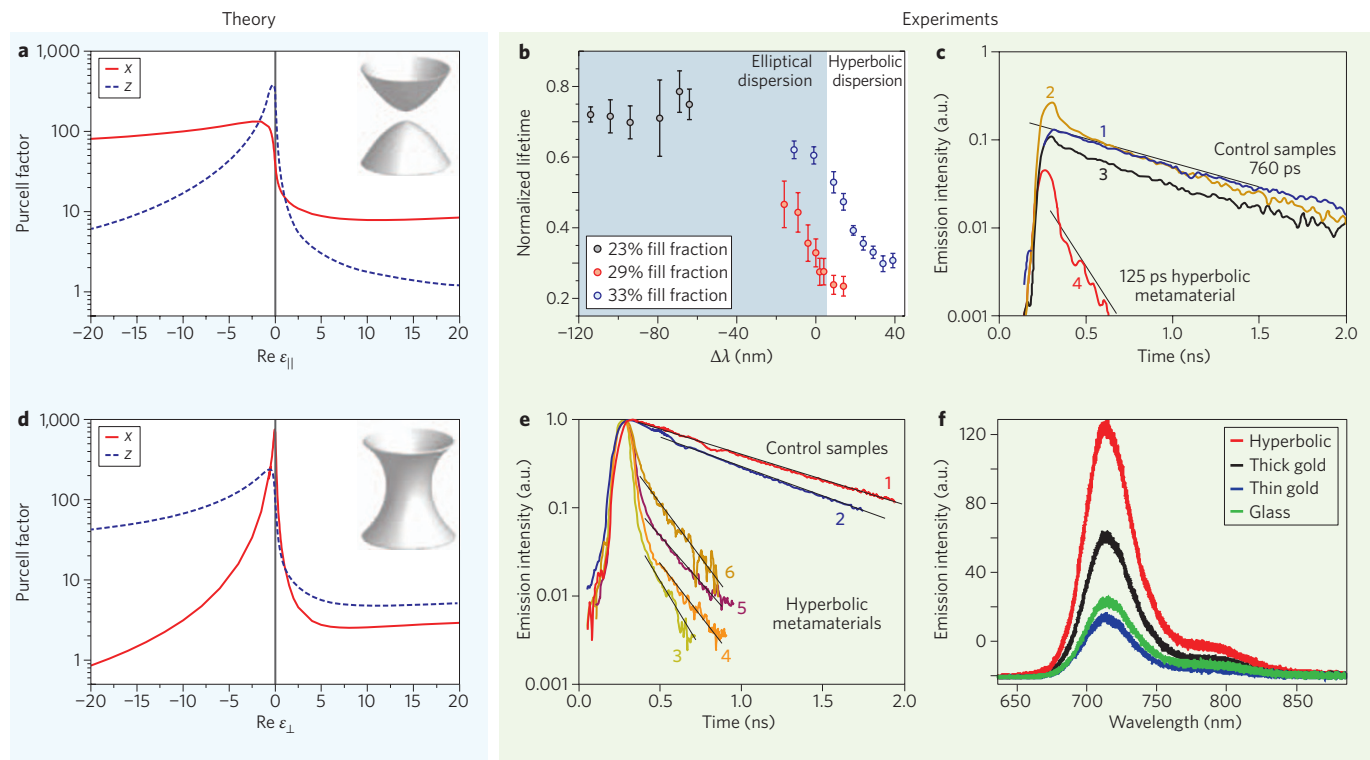 Theory
Experiments
a
1,000
100
10
1
Purcell factor
X
Z
−20 −15 −10 −5 0 5 10 15 20
Re ε||
b
0.8
0.6
0.4
0.2
Normalized lifetime
Elliptical
dispersion
Hyperbolic
dispersion
23% fill fraction
29% fill fraction
33% fill fraction
−120 −80 −40 0 40
Δλ (nm)
c
1
0.1
0.01
0.001
Emission intensity (a.u.)
2
1
3
4
Control samples
760 ps
125 ps hyperbolic
metamaterial
0 0.5 1.0 1.5 2.0
Time (ns)
d
1,000
100
10
1
Purcell factor
X
Z
−20 −15 −10 −5 0 5 10 15 20
Re ε⊥
e
1.0
0.1
0.01
0.001
Emission intensity (a.u.)
Control samples
1
2
6
5
3
4
Hyperbolic
metamaterials
0.0 0.5 1.0 1.5 2.0
Time (ns)
f
120
80
40
0
Emission intensity (a.u.)
Hyperbolic
Thick gold
Thin gold
Glass
650 700 750 800 850
Wavelength (nm)